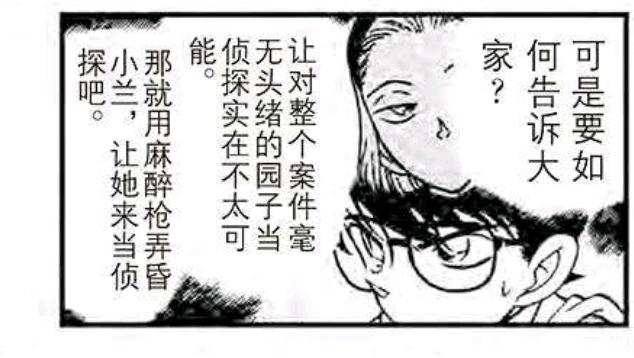 可是要如
何告诉大
家？
让对整个案件毫
无头绪的园子当
侦探实在不太可
能。
那就用麻醉枪弄昏
小兰，让她来当侦
探吧。